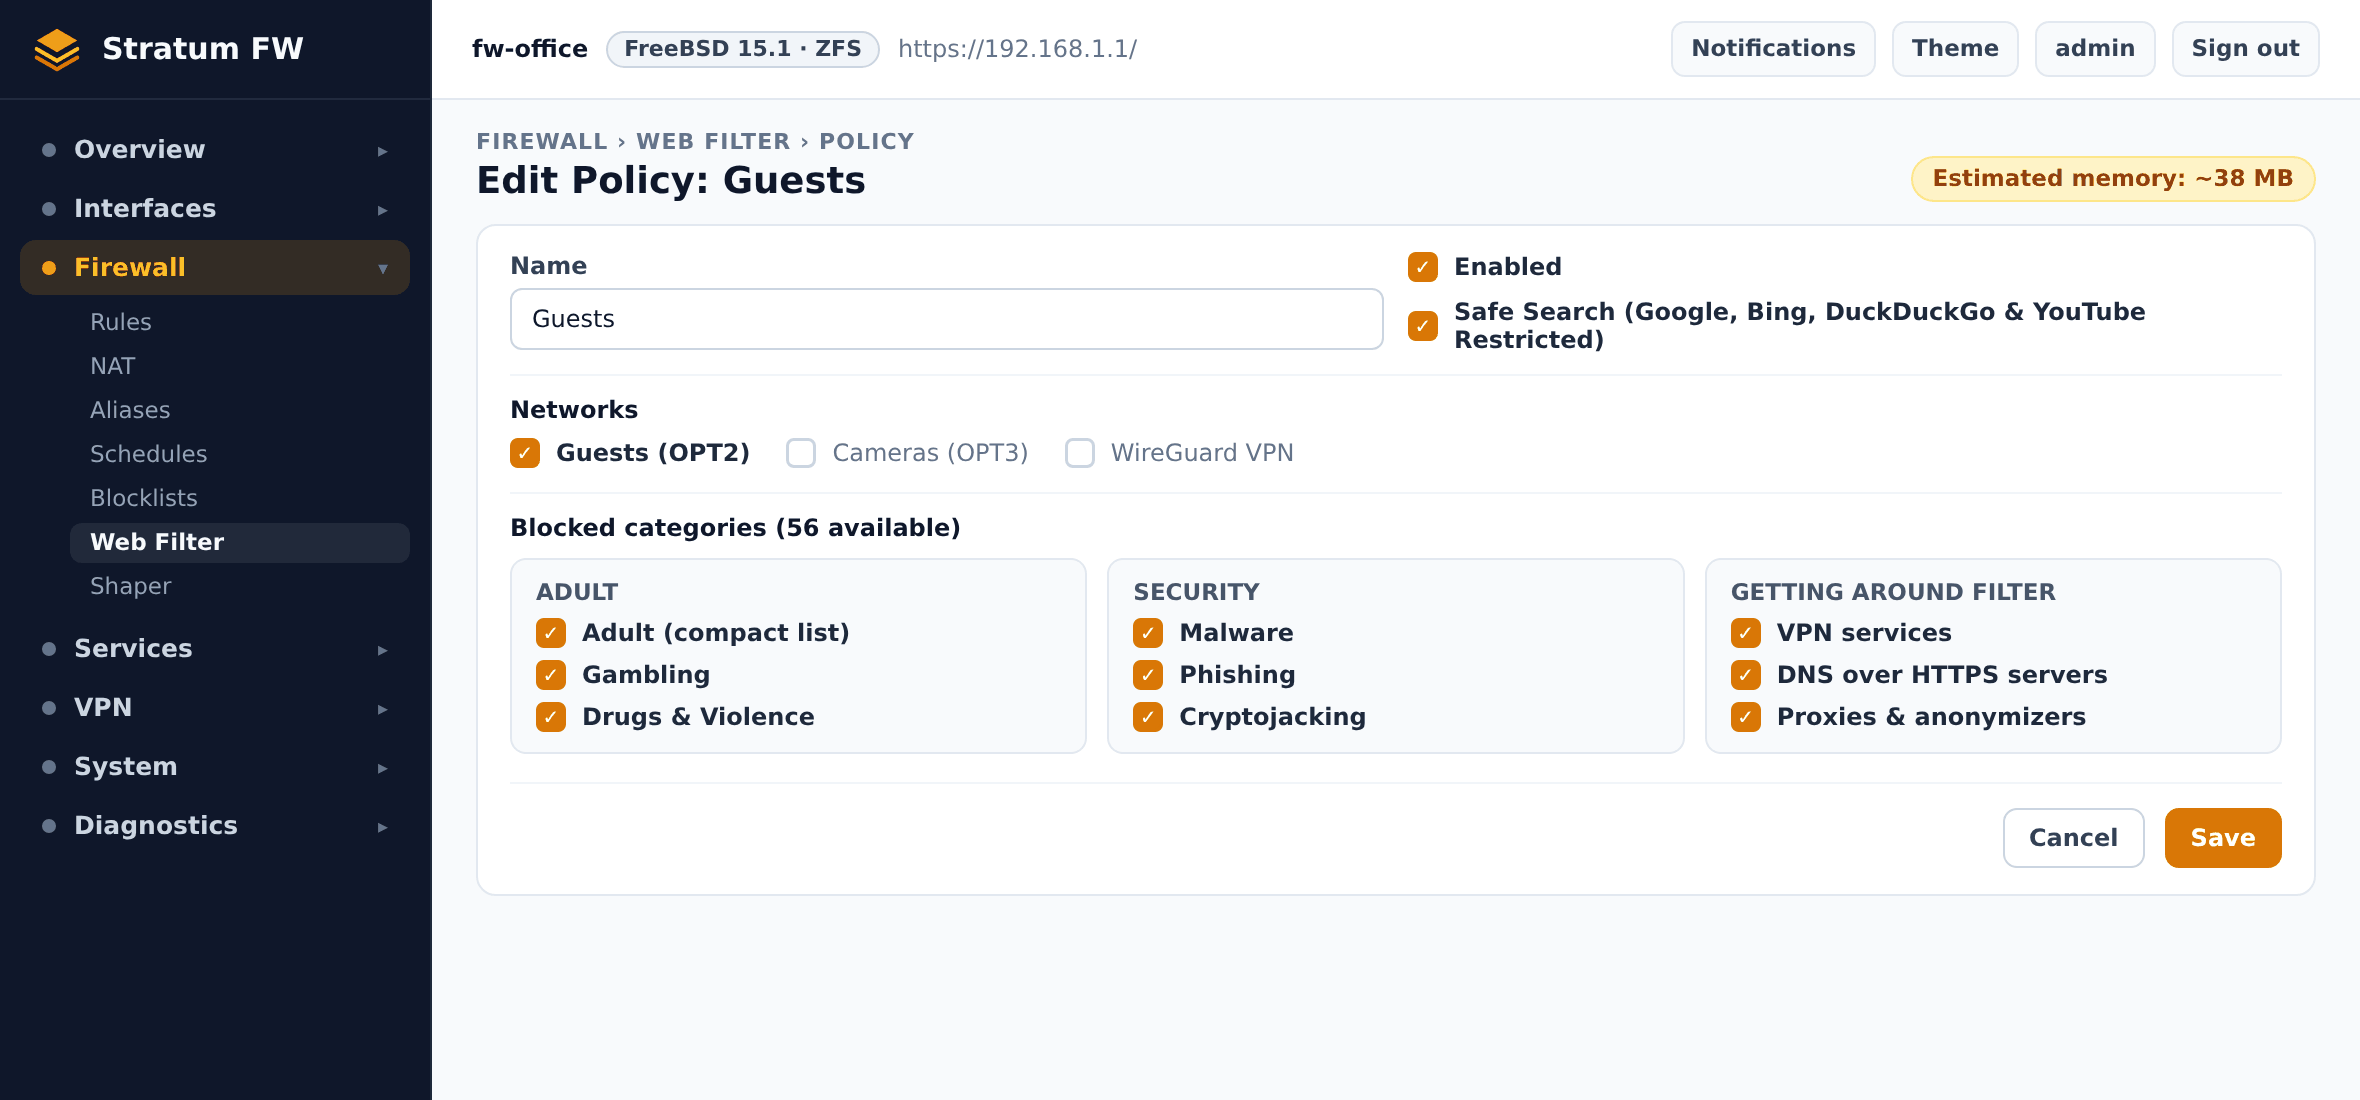 Stratum FW
fw-office
FreeBSD 15.1 · ZFS
https://192.168.1.1/
Notifications
Theme
admin
Sign out
Overview
Interfaces
Firewall
Rules
NAT
Aliases
Schedules
Blocklists
Web Filter
Shaper
Services
VPN
System
Diagnostics
FIREWALL › WEB FILTER › POLICY
Edit Policy: Guests
Estimated memory: ~38 MB
Name
Guests
Enabled
Safe Search (Google, Bing, DuckDuckGo & YouTube
Restricted)
Networks
Guests (OPT2)
Cameras (OPT3)
WireGuard VPN
Blocked categories (56 available)
ADULT
Adult (compact list)
Gambling
Drugs & Violence
SECURITY
Malware
Phishing
Cryptojacking
GETTING AROUND FILTER
VPN services
DNS over HTTPS servers
Proxies & anonymizers
Cancel
Save